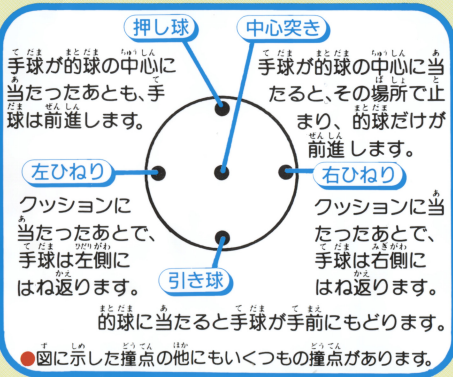 押し球
手球が的球の中心に
当たったあとも、手
球は前進します。
中心突き
手球が的球の中心に当
たると、その場所で止
まり、的球だけが
前進します。
左ひねり
クッションに
当たったあとで、
手球は左側に
はね返ります。
右ひねり
クッションに当
たったあとで、
手球は右側に
はね返ります。
引き球
的球に当たると手球が手前にもどります。
●図に示した撞点の他にもいくつもの撞点があります。